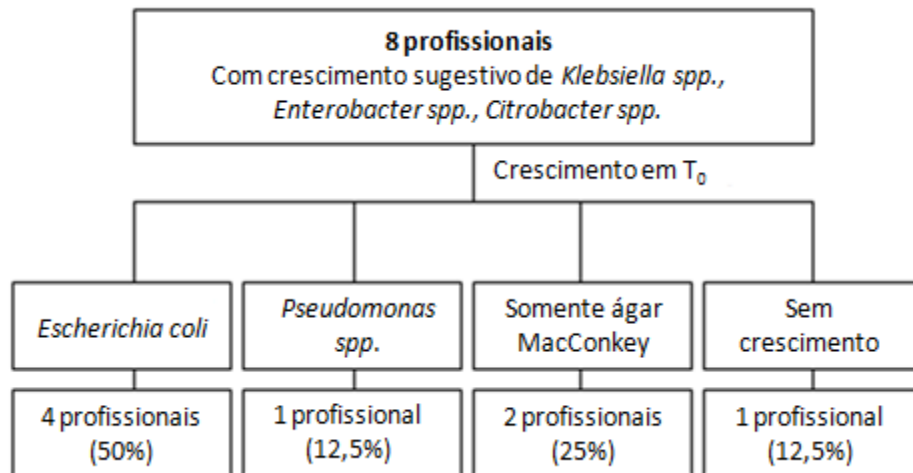 8 profissionais
Com crescimento sugestivo de Klebsiella spp.,
Enterobacter spp., Citrobacter spp.
Crescimento em T₀
Escherichia coli
Pseudomonas
spp.
Somente ágar
MacConkey
Sem
crescimento
4 profissionais
(50%)
1 profissional
(12,5%)
2 profissionais
(25%)
1 profissional
(12,5%)